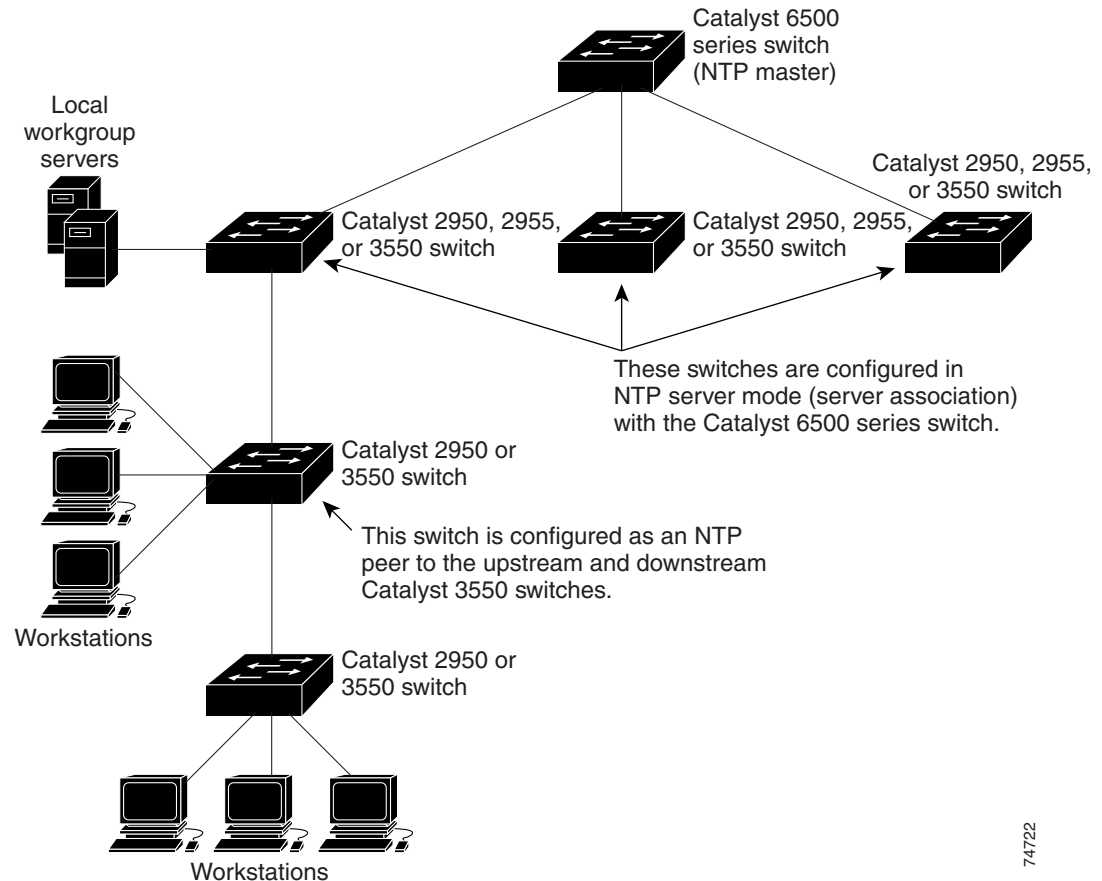 Catalyst 6500
series switch
(NTP master)
Local
workgroup
servers
Catalyst 2950, 2955,
or 3550 switch
Catalyst 2950, 2955,
or 3550 switch
Catalyst 2950, 2955,
or 3550 switch
These switches are configured in
NTP server mode (server association)
with the Catalyst 6500 series switch.
Catalyst 2950 or
3550 switch
This switch is configured as an NTP
peer to the upstream and downstream
Catalyst 3550 switches.
Workstations
Catalyst 2950 or
3550 switch
Workstations
74722